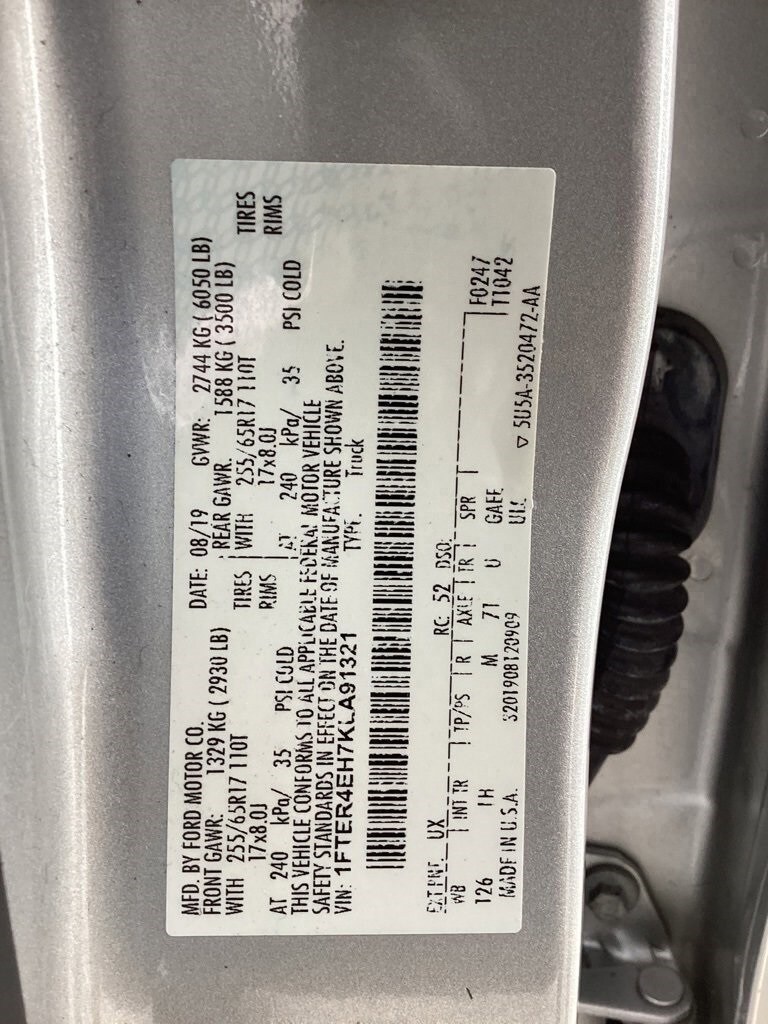 MFD. BY FORD MOTOR CO. DATE: 08/19 GVWR: 2744 KG ( 6050 LB)
FRONT GAWR: 1329 KG ( 2930 LB) REAR GAWR: 1588 KG ( 3500 LB)
WITH 255/65R17 110T TIRES WITH 255/65R17 110T TIRES
17x8.0J RIMS 17x8.0J RIMS
AT 240 kPa/ 35 PSI COLD AT 240 kPa/ 35 PSI COLD
THIS VEHICLE CONFORMS TO ALL APPLICABLE FEDERAL MOTOR VEHICLE
SAFETY STANDARDS IN EFFECT ON THE DATE OF MANUFACTURE SHOWN ABOVE.
VIN: 1FTER4EH7KLA91321 TYPE: Truck
EXT PNT: UX RC: 52 DSO: F0247
WB INT TR TP/PS R AXLE TR SPR T1042
126 M 71 U
MADE IN U.S.A. 3201908120909 ▽ 5U5A-3520472-AA